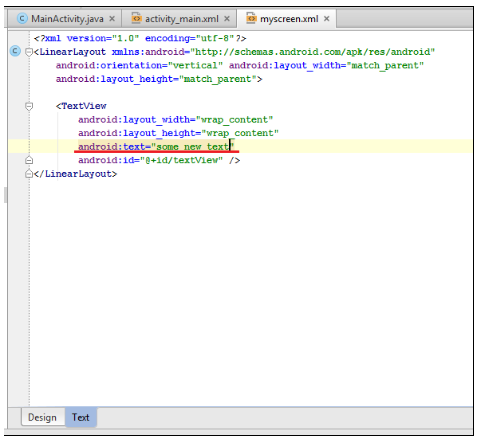 MainActivity.java × activity_main.xml × myscreen.xml ×
<?xml version="1.0" encoding="utf-8"?>
<LinearLayout xmlns:android="http://schemas.android.com/apk/res/android"
android:orientation="vertical" android:layout_width="match_parent"
android:layout_height="match_parent">
<TextView
android:layout_width="wrap_content"
android:layout_height="wrap_content"
android:text="some new text"
android:id="@+id/textView" />
</LinearLayout>
Design Text